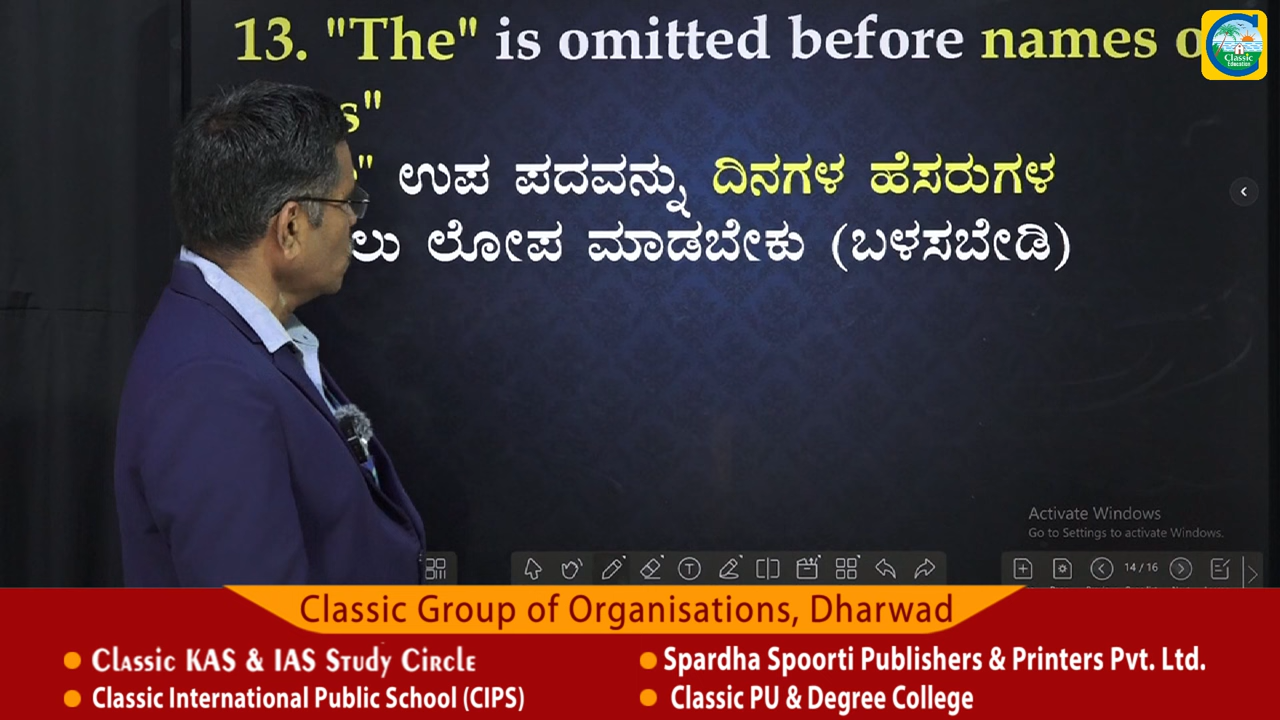 13. "The" is omitted before names o
s"
" ಉಪ ಪದವನ್ನು ದಿನಗಳ ಹೆಸರುಗಳ
ಲು ಲೋಪ ಮಾಡಬೇಕು (ಬಳಸಬೇಡಿ)
Classic
Education
Activate Windows
Go to Settings to activate Windows.
14 / 16
Classic Group of Organisations, Dharwad
Classic KAS & IAS Study Circle
Spardha Spoorti Publishers & Printers Pvt. Ltd.
Classic International Public School (CIPS)
Classic PU & Degree College